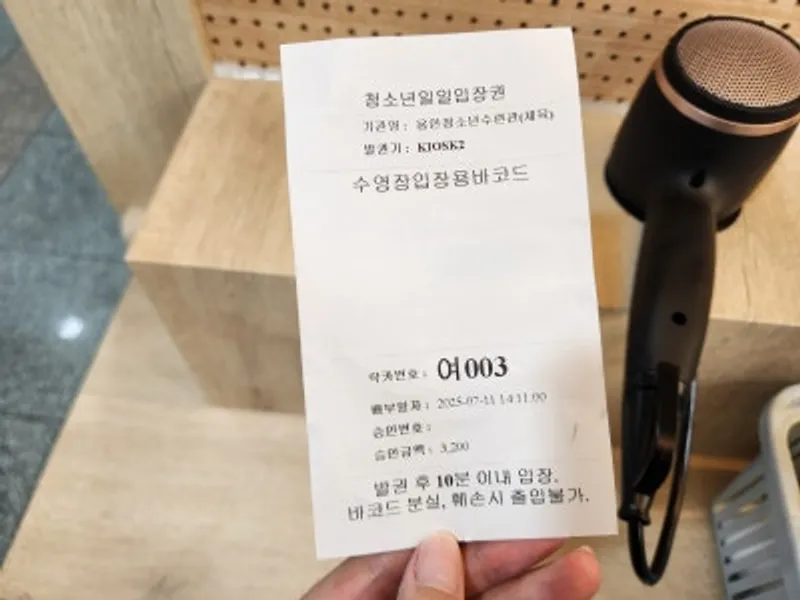 청소년일일입장권
기관명 : 용인청소년수련관(체육)
발권기 : KIOSK2
수영장입장용바코드
락카번호 : 여003
배부일자 : 2025-07-11 14:11:00
승인번호 :
승인금액 : 3,200
발권 후 10분 이내 입장.
바코드 분실, 훼손시 출입불가.